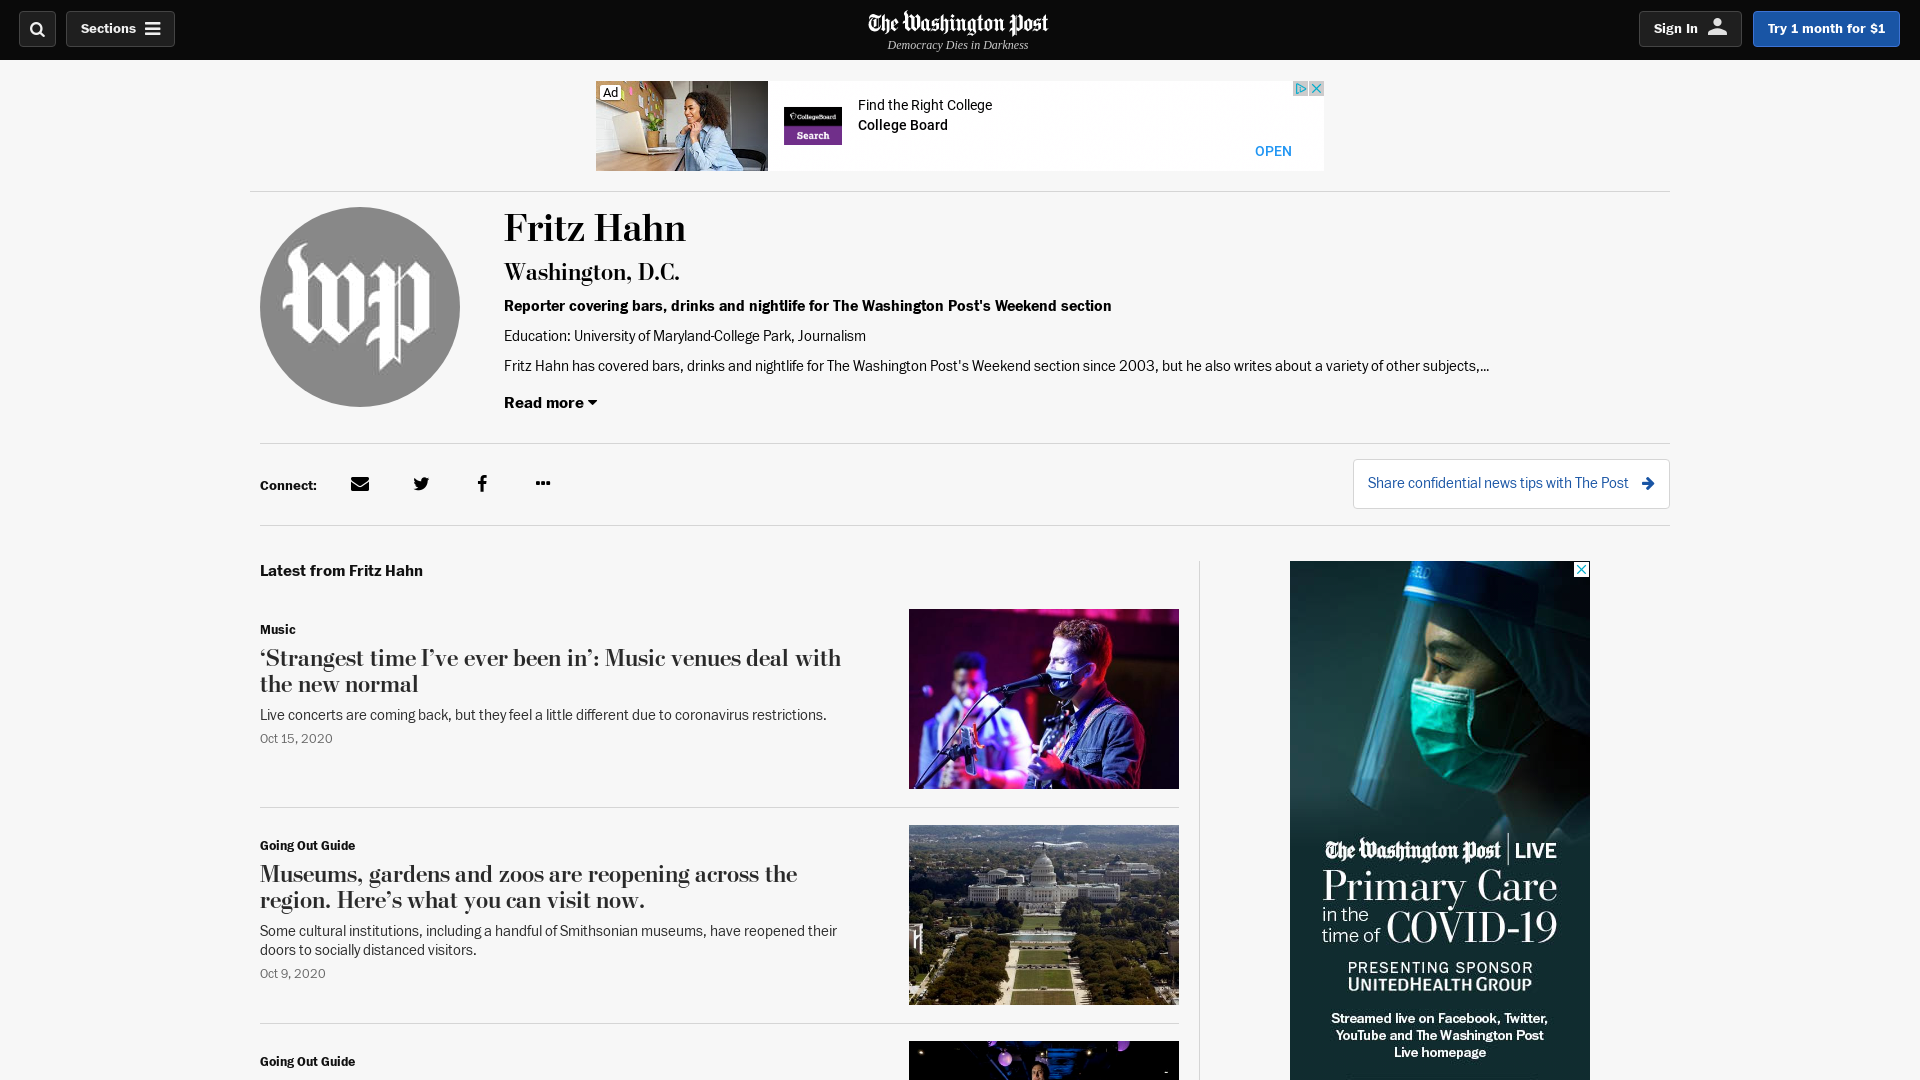 Sections
The Washington Post
Democracy Dies in Darkness
Sign In
Try 1 month for $1
Ad
CollegeBoard
Search
Find the Right College
College Board
OPEN
wp
Fritz Hahn
Washington, D.C.
Reporter covering bars, drinks and nightlife for The Washington Post's Weekend section
Education: University of Maryland-College Park, Journalism
Fritz Hahn has covered bars, drinks and nightlife for The Washington Post's Weekend section since 2003, but he also writes about a variety of other subjects,...
Read more
Connect:
Share confidential news tips with The Post
Latest from Fritz Hahn
Music
‘Strangest time I’ve ever been in’: Music venues deal with
the new normal
Live concerts are coming back, but they feel a little different due to coronavirus restrictions.
Oct 15, 2020
Going Out Guide
Museums, gardens and zoos are reopening across the
region. Here’s what you can visit now.
Some cultural institutions, including a handful of Smithsonian museums, have reopened their
doors to socially distanced visitors.
Oct 9, 2020
Going Out Guide
The Washington Post LIVE
Primary Care
in the
time of COVID-19
PRESENTING SPONSOR
UNITEDHEALTH GROUP
Streamed live on Facebook, Twitter,
YouTube and The Washington Post
Live homepage